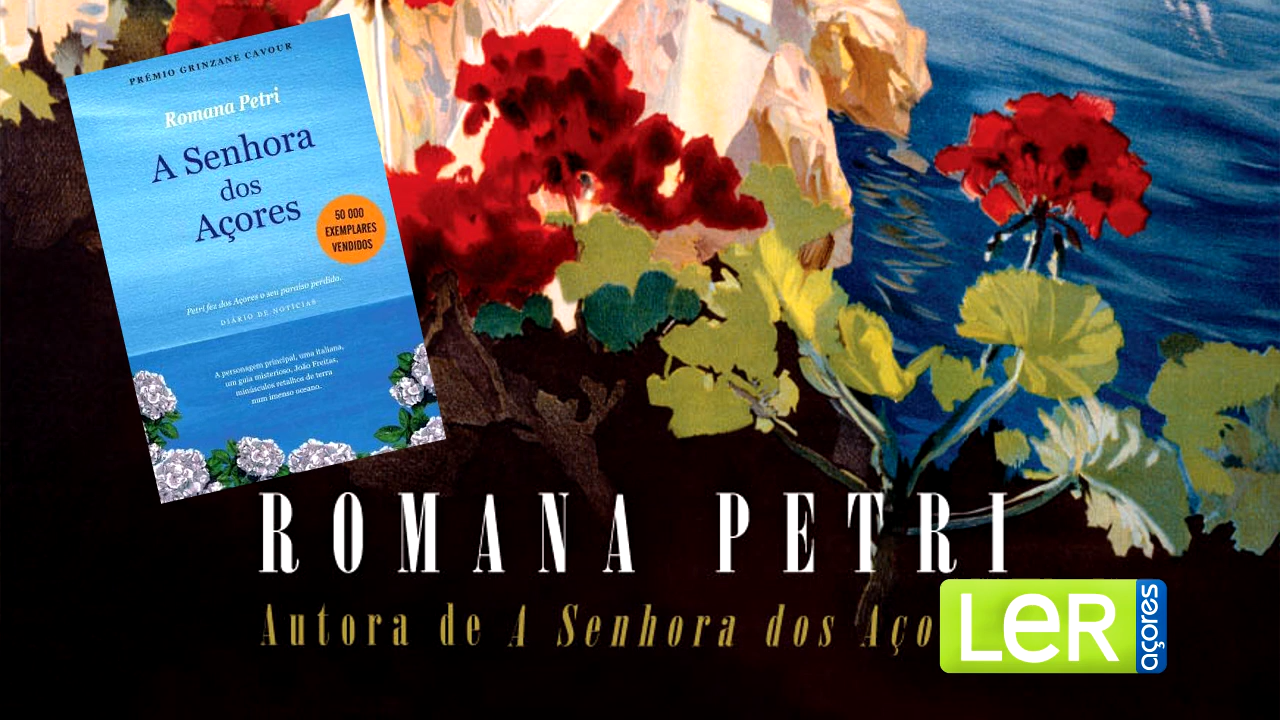 PRÉMIO GRINZANE CAVOUR
Romana Petri
A Senhora
dos
Açores
50 000
EXEMPLARES
VENDIDOS
Petri fez dos Açores o seu paraíso perdido.
DIÁRIO DE NOTÍCIAS
A personagem principal, uma italiana,
um guia misterioso, João Freitas,
minúsculos retalhos de terra
num imenso oceano.
ROMANA PETRI
Autora de A Senhora dos Aço
LeR
açores